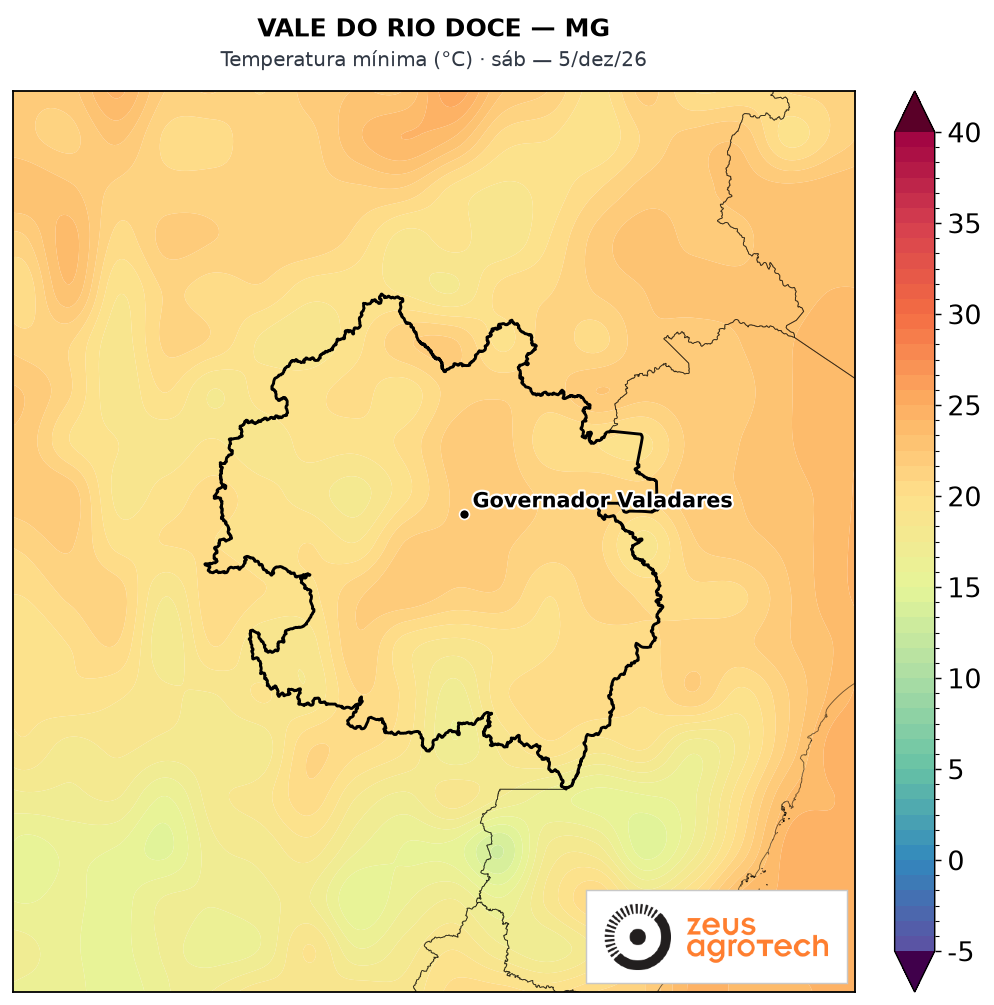 VALE DO RIO DOCE — MG
Temperatura mínima (°C) · sáb — 5/dez/26
40
35
30
25
20
15
10
5
0
-5
Governador Valadares
zeus
agrotech